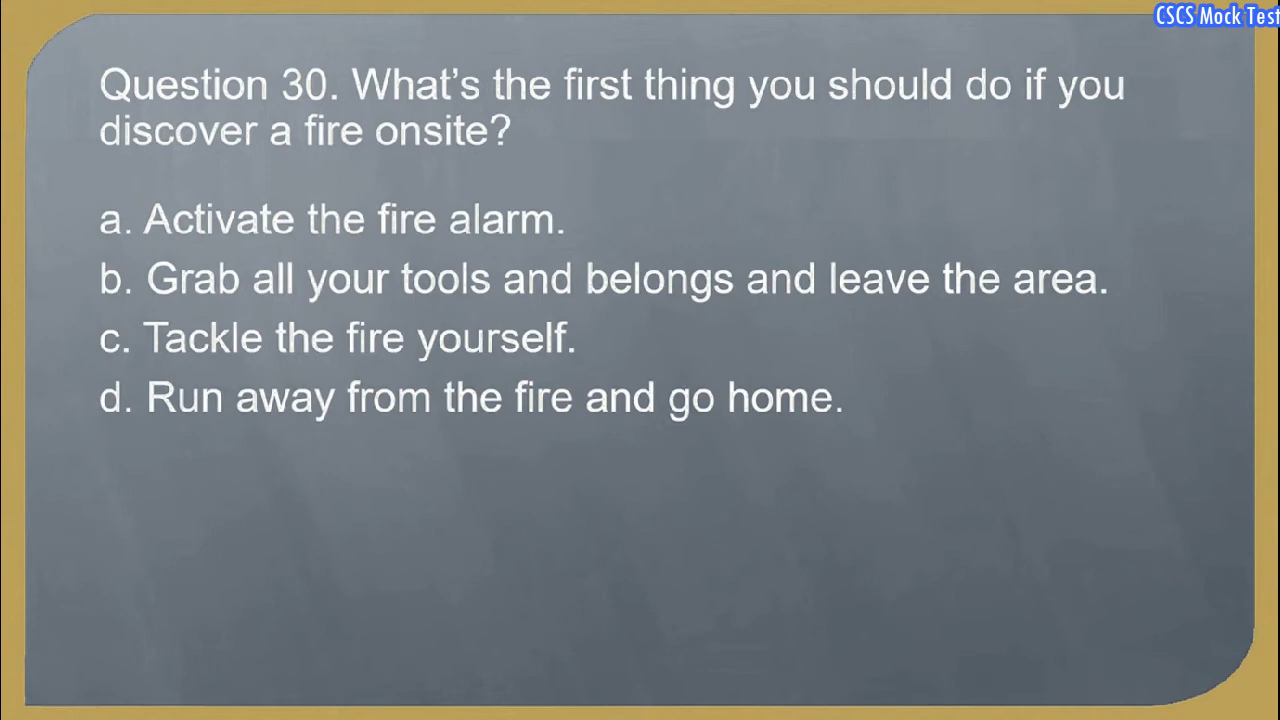 CSCS Mock Test
Question 30. What’s the first thing you should do if you
discover a fire onsite?
a. Activate the fire alarm.
b. Grab all your tools and belongs and leave the area.
c. Tackle the fire yourself.
d. Run away from the fire and go home.